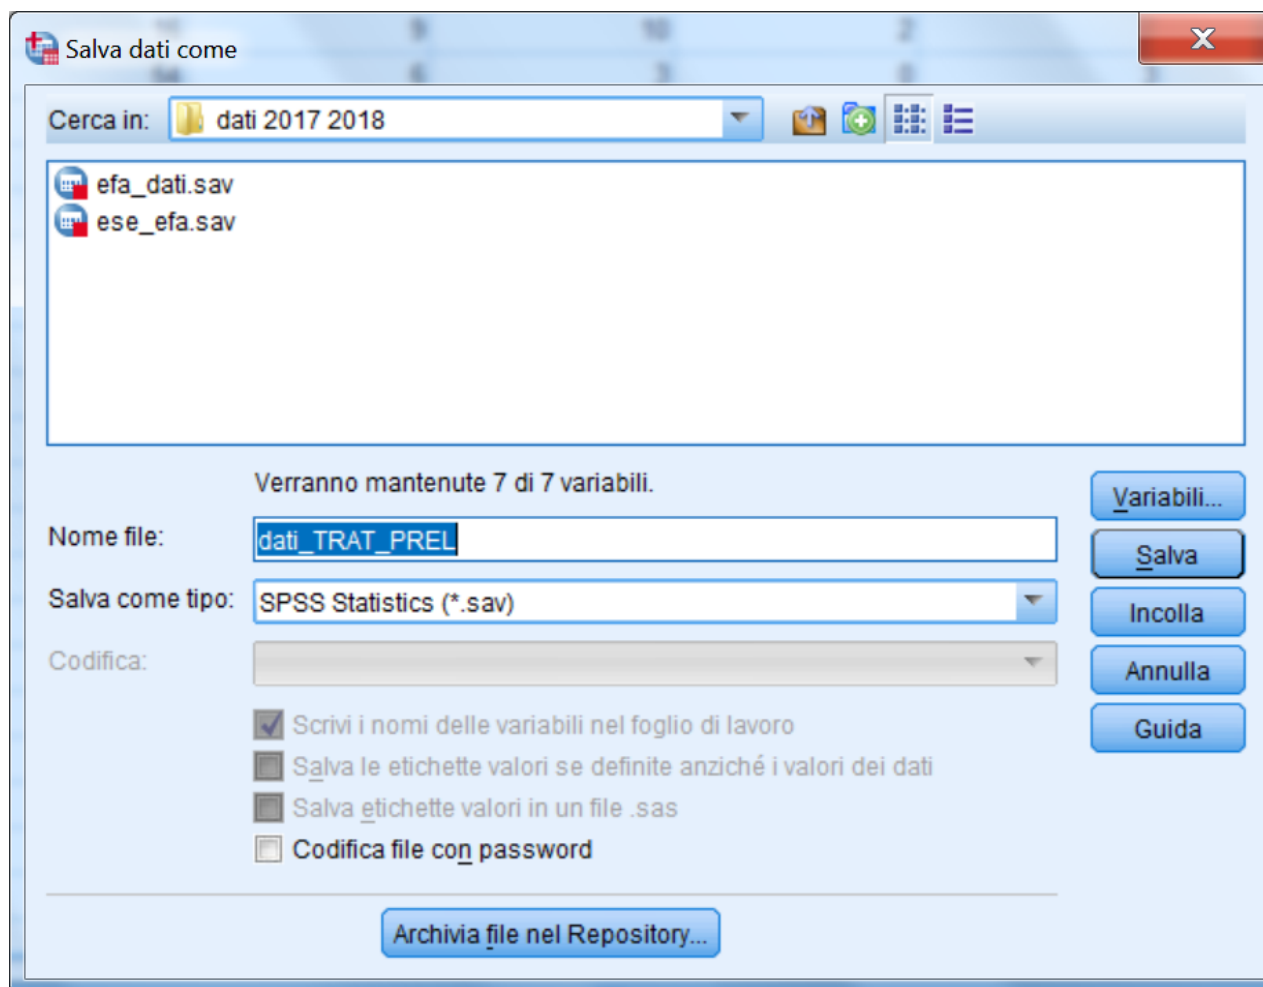 Salva dati come
Cerca in: dati 2017 2018
efa_dati.sav
ese_efa.sav
Verranno mantenute 7 di 7 variabili.
Variabili...
Nome file: dati_TRAT_PREL
Salva
Salva come tipo: SPSS Statistics (*.sav)
Incolla
Codifica:
Annulla
Scrivi i nomi delle variabili nel foglio di lavoro
Guida
Salva le etichette valori se definite anziché i valori dei dati
Salva etichette valori in un file .sas
Codifica file con password
Archivia file nel Repository...